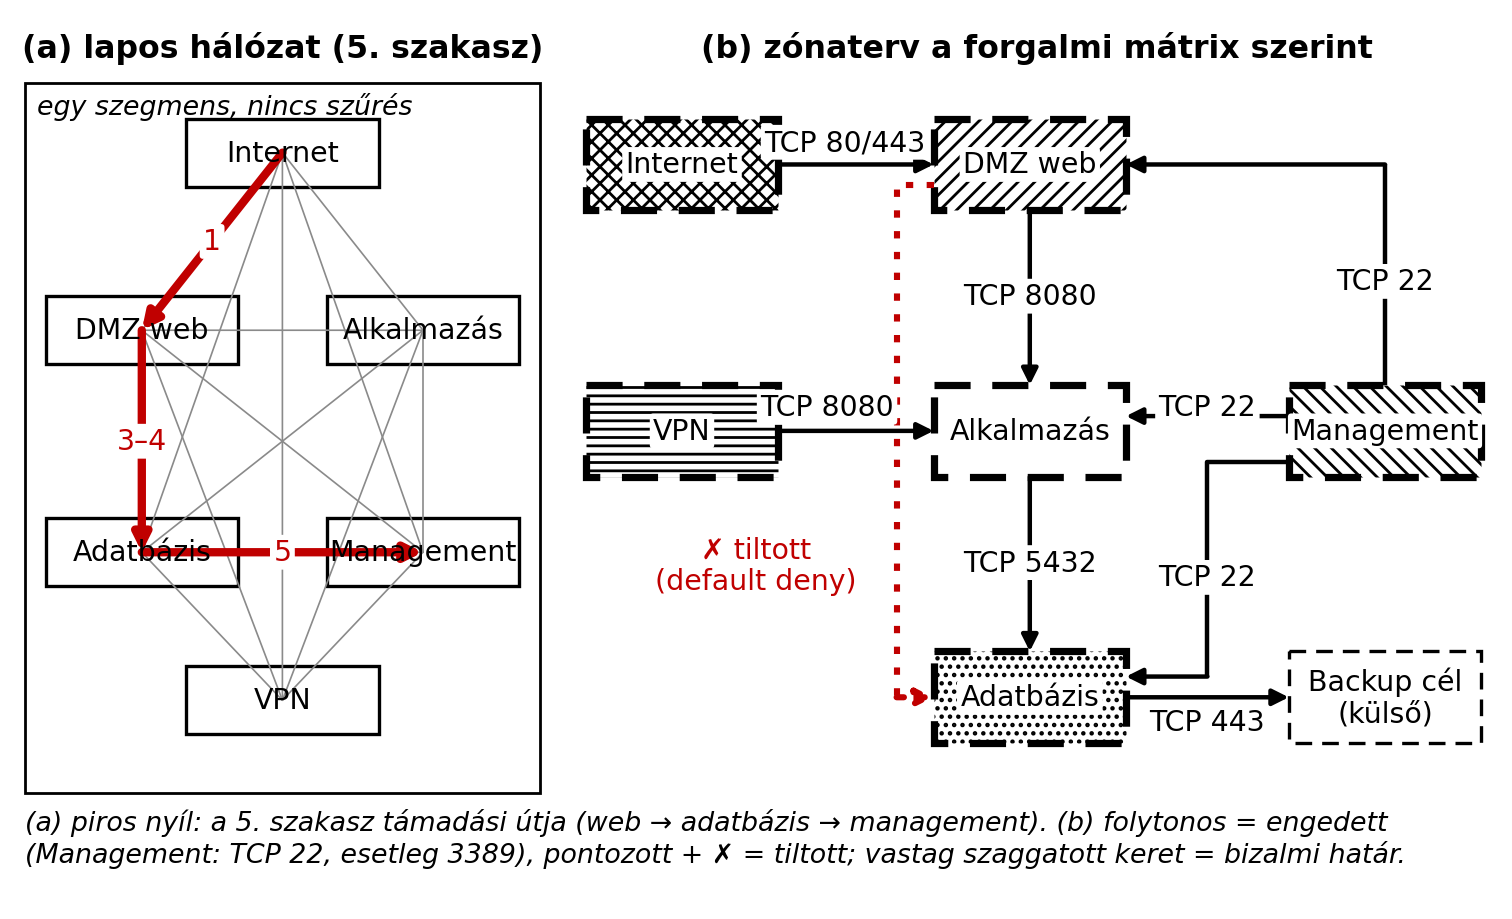 (a) lapos hálózat (5. szakasz)
egy szegmens, nincs szűrés
Internet
1
DMZ web
Alkalmazás
3–4
Adatbázis
5
Management
VPN
(b) zónaterv a forgalmi mátrix szerint
Internet
TCP 80/443
DMZ web
TCP 8080
TCP 22
VPN
TCP 8080
Alkalmazás
TCP 22
Management
✗ tiltott
(default deny)
TCP 5432
TCP 22
Adatbázis
TCP 443
Backup cél
(külső)
(a) piros nyíl: a 5. szakasz támadási útja (web → adatbázis → management). (b) folytonos = engedett
(Management: TCP 22, esetleg 3389), pontozott + ✗ = tiltott; vastag szaggatott keret = bizalmi határ.